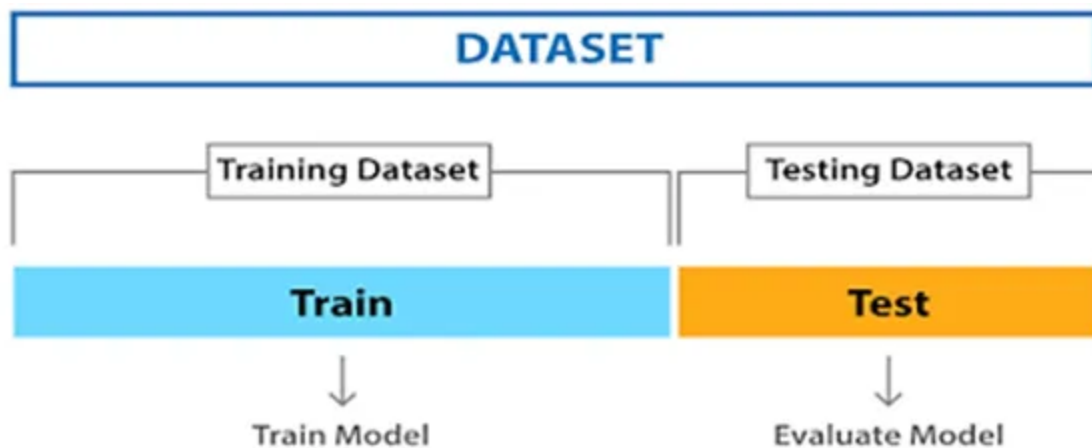 DATASET
Training Dataset
Testing Dataset
Train
Test
Train Model
Evaluate Model